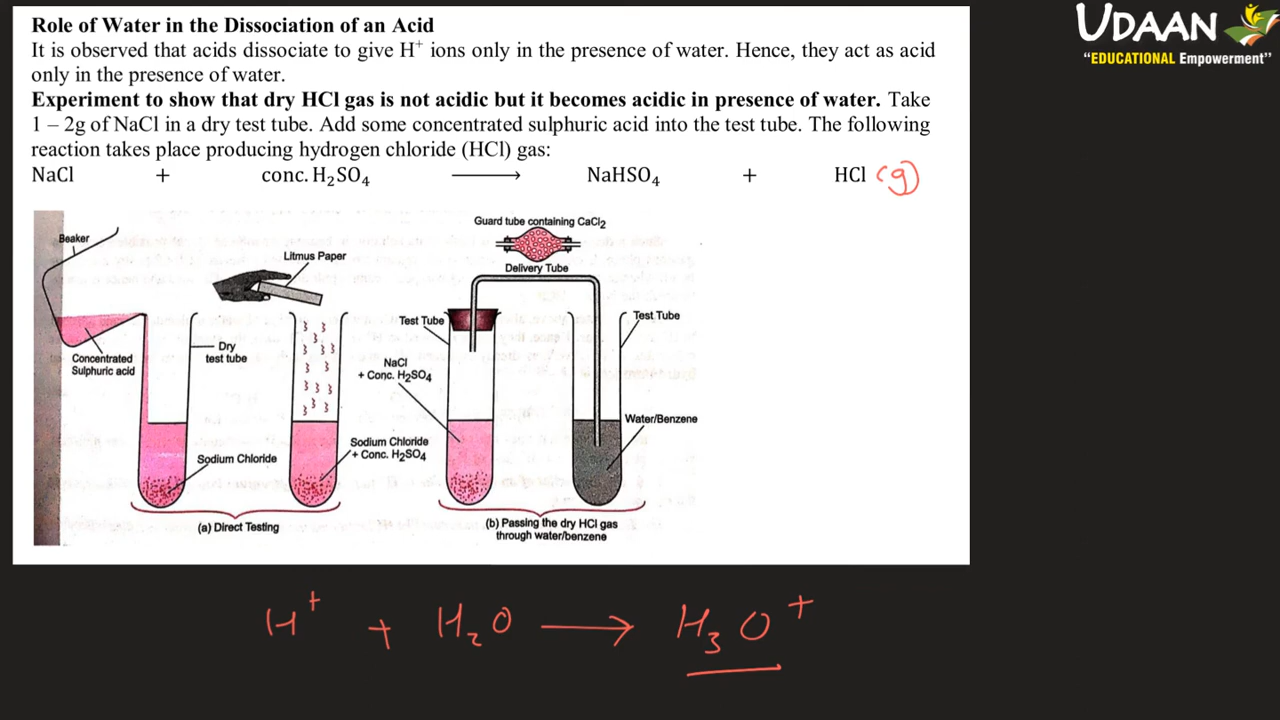 Role of Water in the Dissociation of an Acid
It is observed that acids dissociate to give H⁺ ions only in the presence of water. Hence, they act as acid
only in the presence of water.
Experiment to show that dry HCl gas is not acidic but it becomes acidic in presence of water. Take
1 – 2g of NaCl in a dry test tube. Add some concentrated sulphuric acid into the test tube. The following
reaction takes place producing hydrogen chloride (HCl) gas:
NaCl + conc. H₂SO₄ ⟶ NaHSO₄ + HCl (g)
UDAAN
“EDUCATIONAL Empowerment”
Beaker
Litmus Paper
Concentrated
Sulphuric acid
Dry
test tube
Sodium Chloride
Sodium Chloride
+ Conc. H₂SO₄
(a) Direct Testing
Guard tube containing CaCl₂
Delivery Tube
Test Tube
Test Tube
NaCl
+ Conc. H₂SO₄
Water/Benzene
(b) Passing the dry HCl gas
through water/benzene
H⁺ + H₂O ⟶ H₃O⁺